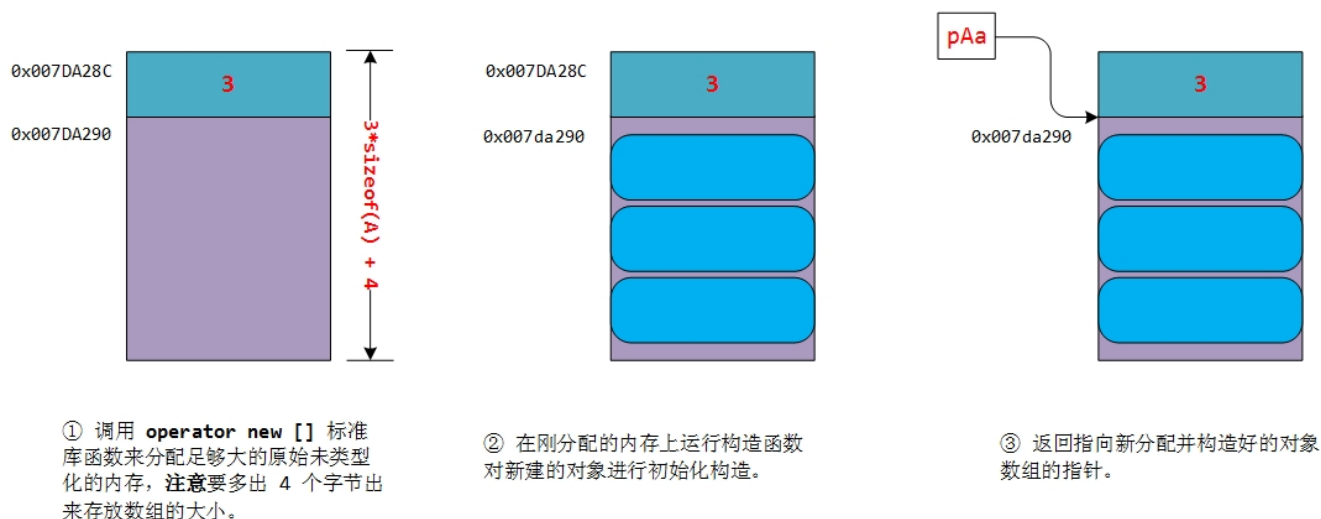 pAa
0x007DA28C
3
0x007DA290
3*sizeof(A) + 4
0x007DA28C
3
0x007da290
3
0x007da290
① 调用 operator new [] 标准
库函数来分配足够大的原始未类型
化的内存，注意要多出 4 个字节出
来存放数组的大小。
② 在刚分配的内存上运行构造函数
对新建的对象进行初始化构造。
③ 返回指向新分配并构造好的对象
数组的指针。